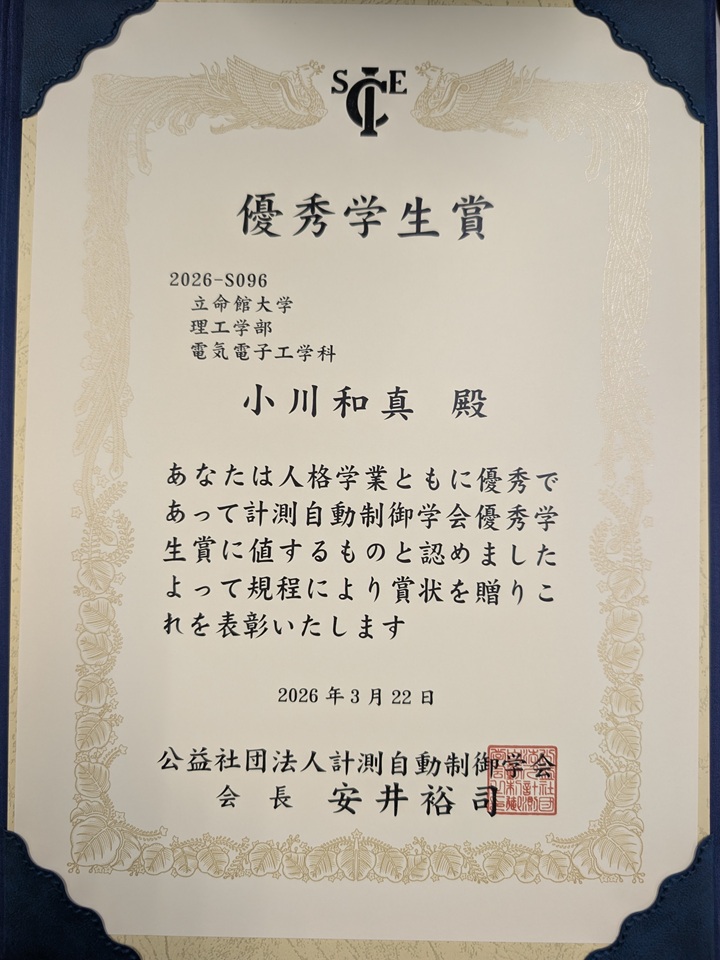 SICE
優秀学生賞
2026-S096
立命館大学
理工学部
電気電子工学科
小川和真 殿
あなたは人格学業ともに優秀で
あって計測自動制御学会優秀学
生賞に値するものと認めました
よって規程により賞状を贈りこ
れを表彰いたします
2026年3月22日
公益社団法人計測自動制御学会
会長 安井裕司